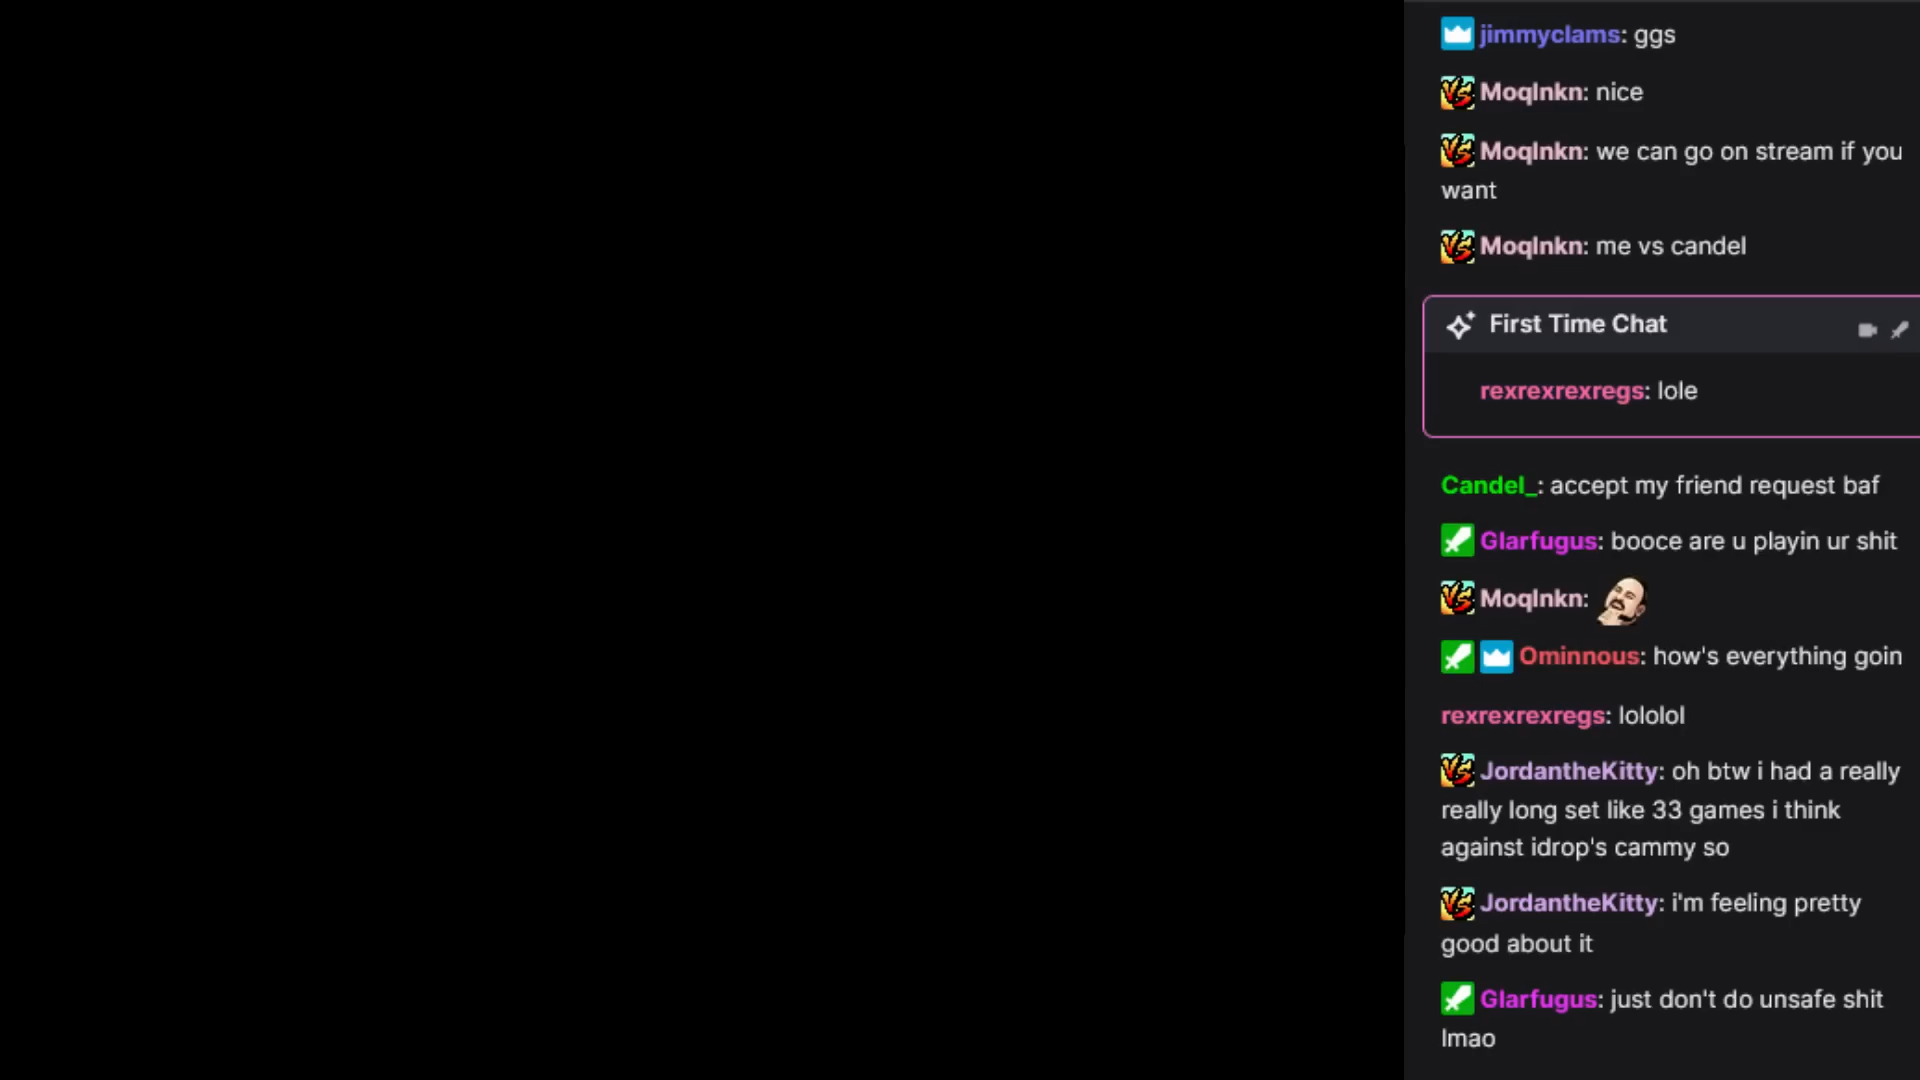 jimmyclams: ggs
MoqInkn: nice
MoqInkn: we can go on stream if you
want
MoqInkn: me vs candel
First Time Chat
rexrexrexregs: lole
Candel_: accept my friend request baf
Glarfugus: booce are u playin ur shit
MoqInkn:
Ominnous: how's everything goin
rexrexrexregs: lololol
JordantheKitty: oh btw i had a really
really long set like 33 games i think
against idrop's cammy so
JordantheKitty: i'm feeling pretty
good about it
Glarfugus: just don't do unsafe shit
lmao